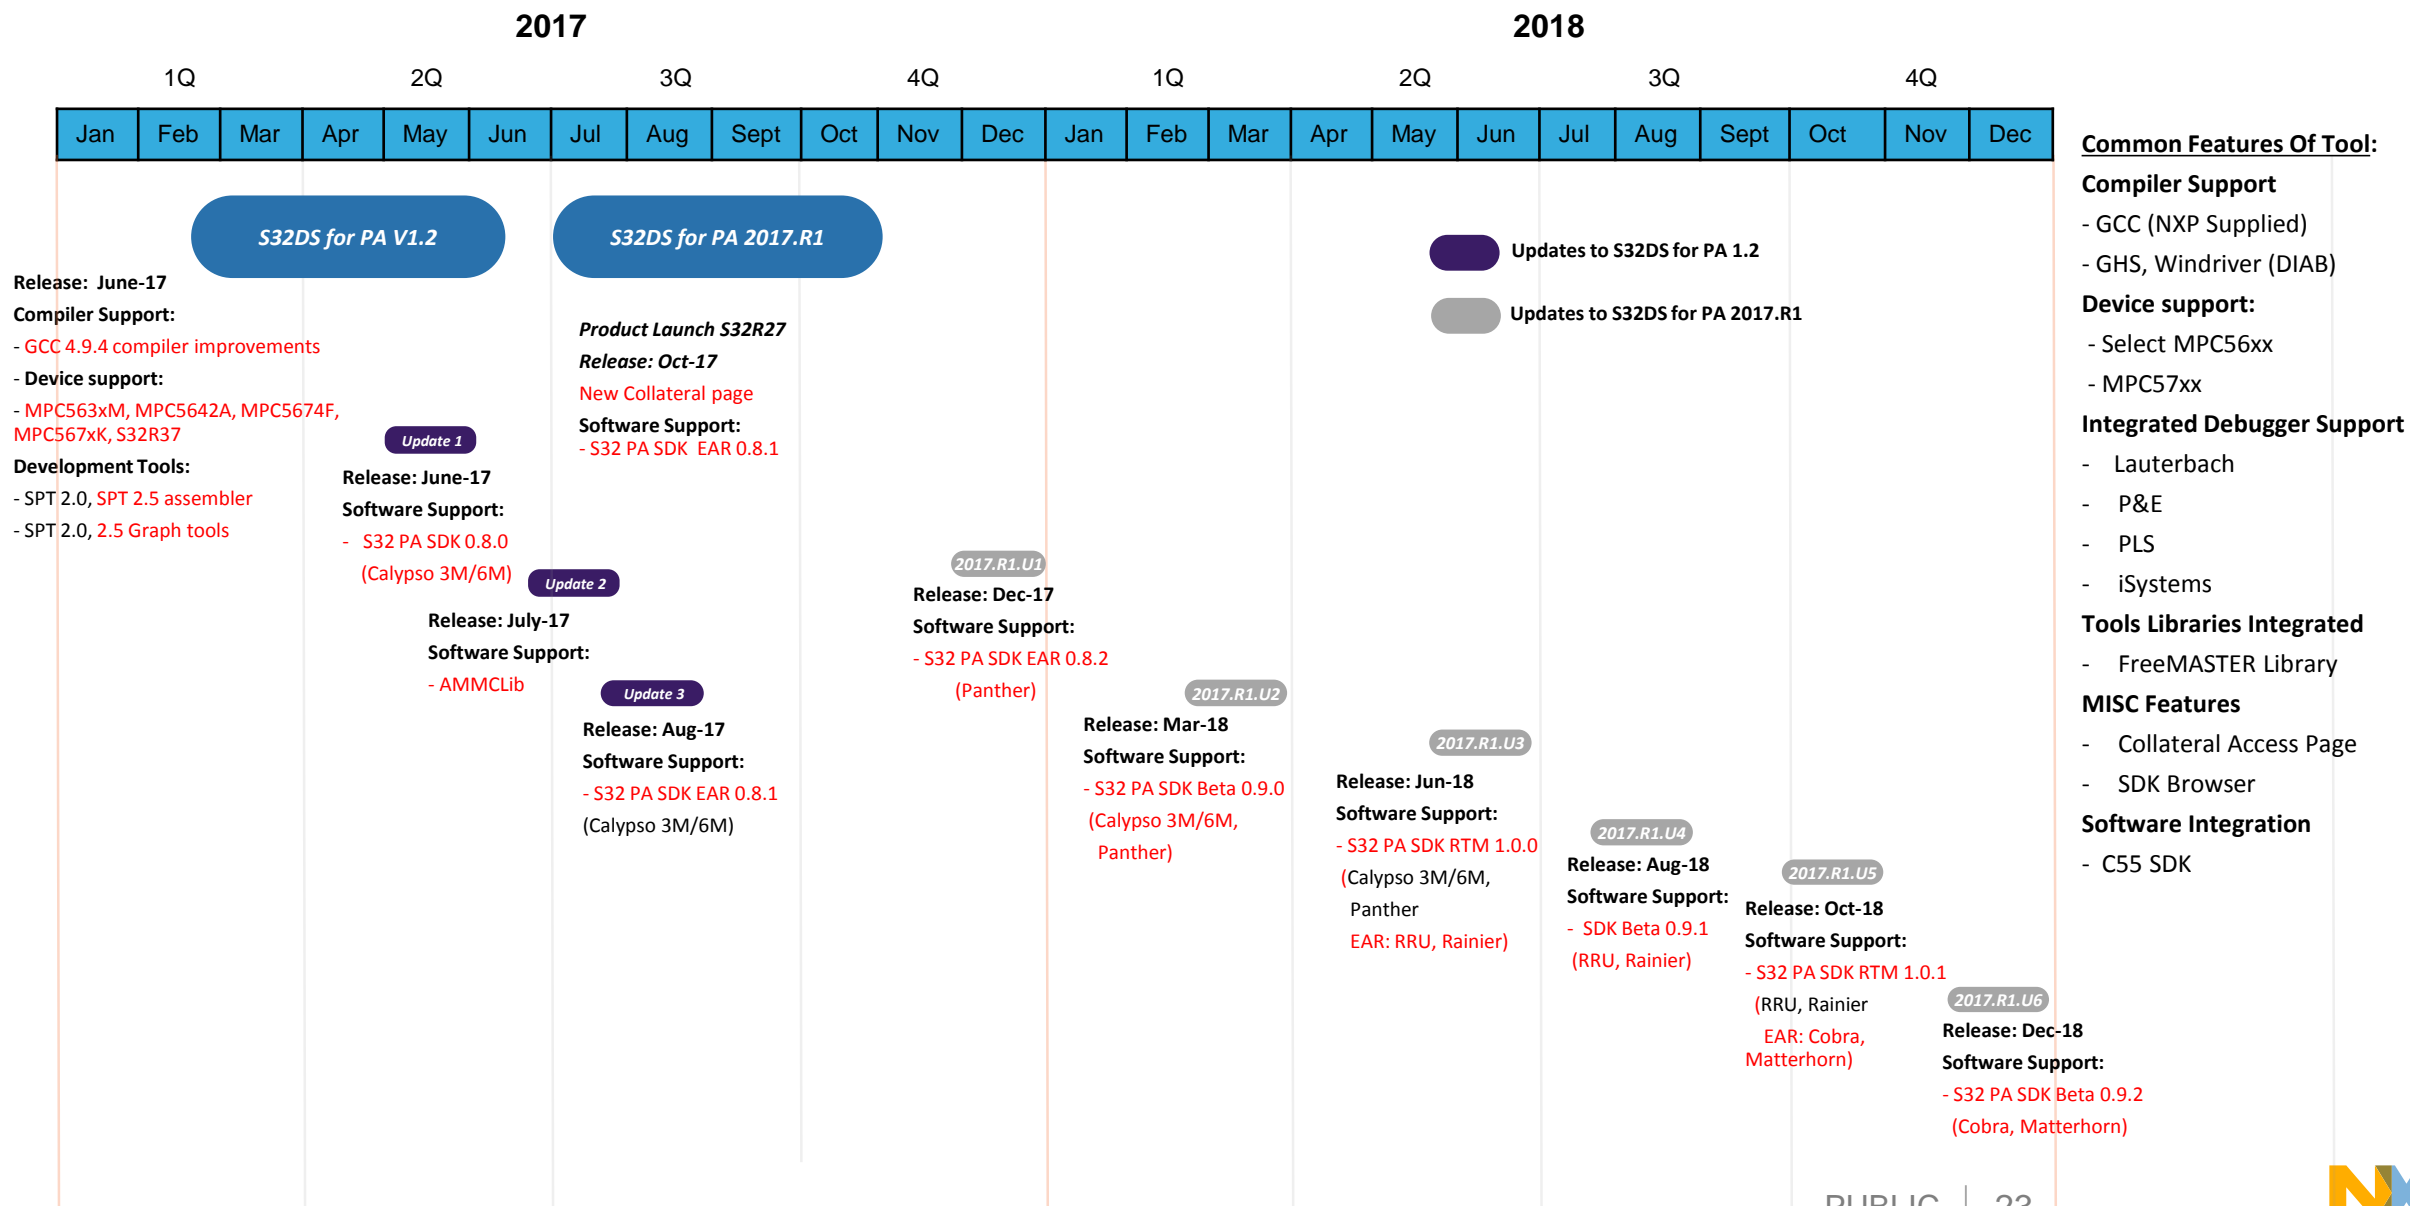 2017
2018
1Q 2Q 3Q 4Q 1Q 2Q 3Q 4Q
Jan Feb Mar Apr May Jun Jul Aug Sept Oct Nov Dec Jan Feb Mar Apr May Jun Jul Aug Sept Oct Nov Dec
S32DS for PA V1.2
Release: June-17
Compiler Support:
- GCC 4.9.4 compiler improvements
- Device support:
- MPC563xM, MPC5642A, MPC5674F,
MPC567xK, S32R37
Development Tools:
- SPT 2.0, SPT 2.5 assembler
- SPT 2.0, 2.5 Graph tools
Update 1
Release: June-17
Software Support:
- S32 PA SDK 0.8.0
(Calypso 3M/6M)
Update 2
Release: July-17
Software Support:
- AMMCLib
S32DS for PA 2017.R1
Product Launch S32R27
Release: Oct-17
New Collateral page
Software Support:
- S32 PA SDK EAR 0.8.1
Update 3
Release: Aug-17
Software Support:
- S32 PA SDK EAR 0.8.1
(Calypso 3M/6M)
2017.R1.U1
Release: Dec-17
Software Support:
- S32 PA SDK EAR 0.8.2
(Panther)
2017.R1.U2
Release: Mar-18
Software Support:
- S32 PA SDK Beta 0.9.0
(Calypso 3M/6M,
Panther)
Updates to S32DS for PA 1.2
Updates to S32DS for PA 2017.R1
2017.R1.U3
Release: Jun-18
Software Support:
- S32 PA SDK RTM 1.0.0
(Calypso 3M/6M,
Panther
EAR: RRU, Rainier)
2017.R1.U4
Release: Aug-18
Software Support:
- SDK Beta 0.9.1
(RRU, Rainier)
2017.R1.U5
Release: Oct-18
Software Support:
- S32 PA SDK RTM 1.0.1
(RRU, Rainier
EAR: Cobra,
Matterhorn)
2017.R1.U6
Release: Dec-18
Software Support:
- S32 PA SDK Beta 0.9.2
(Cobra, Matterhorn)
Common Features Of Tool:
Compiler Support
- GCC (NXP Supplied)
- GHS, Windriver (DIAB)
Device support:
- Select MPC56xx
- MPC57xx
Integrated Debugger Support
- Lauterbach
- P&E
- PLS
- iSystems
Tools Libraries Integrated
- FreeMASTER Library
MISC Features
- Collateral Access Page
- SDK Browser
Software Integration
- C55 SDK
PUBLIC | 23